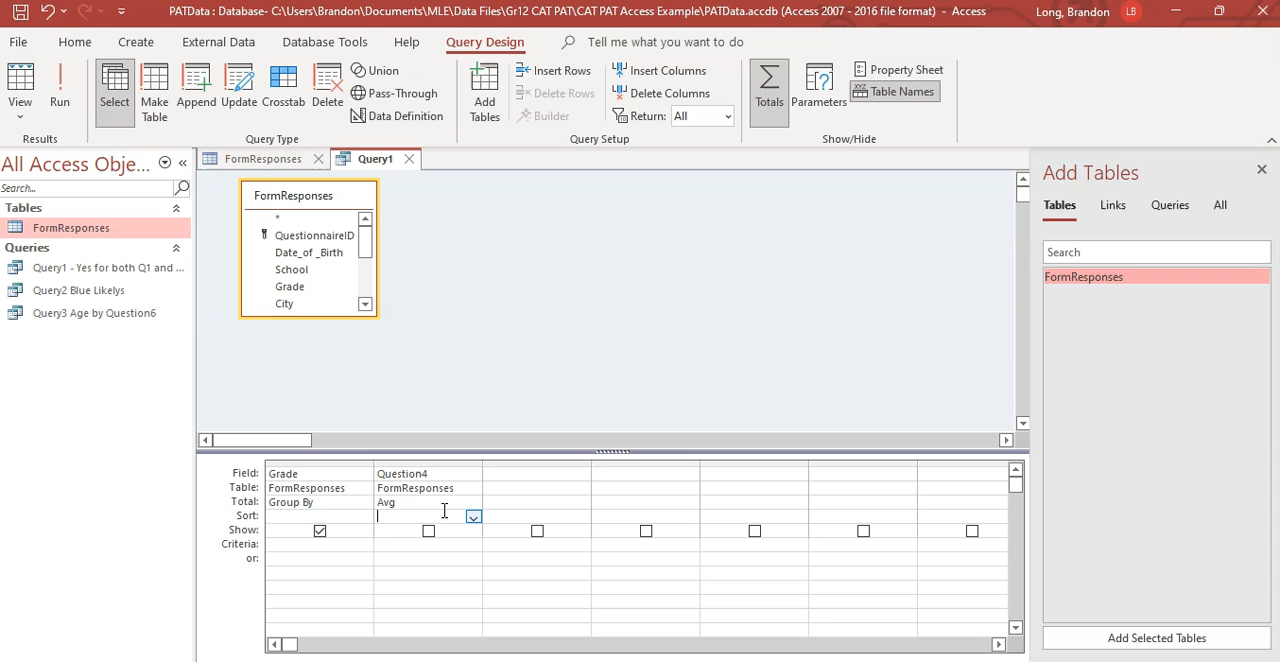 PATData : Database- C:\Users\Brandon\Documents\MLE\Data Files\Gr12 CAT PAT\CAT PAT Access Example\PATData.accdb (Access 2007 - 2016 file format) - Access
Long, Brandon LB
File Home Create External Data Database Tools Help Query Design Tell me what you want to do
View Run Select Make Table Append Update Crosstab Delete
Union
Pass-Through
Data Definition
Add Tables
Insert Rows
Delete Rows
Builder
Insert Columns
Delete Columns
Return: All
Totals Parameters
Property Sheet
XYZ Table Names
Results Query Type Query Setup Show/Hide
All Access Obje... «
Search...
Tables
FormResponses
Queries
Query1 - Yes for both Q1 and ...
Query2 Blue Likelys
Query3 Age by Question6
FormResponses Query1
FormResponses
*
QuestionnaireID
Date_of _Birth
School
Grade
City
Field: Grade Question4
Table: FormResponses FormResponses
Total: Group By Avg
Sort:
Show:
Criteria:
or:
Add Tables
Tables Links Queries All
Search
FormResponses
Add Selected Tables